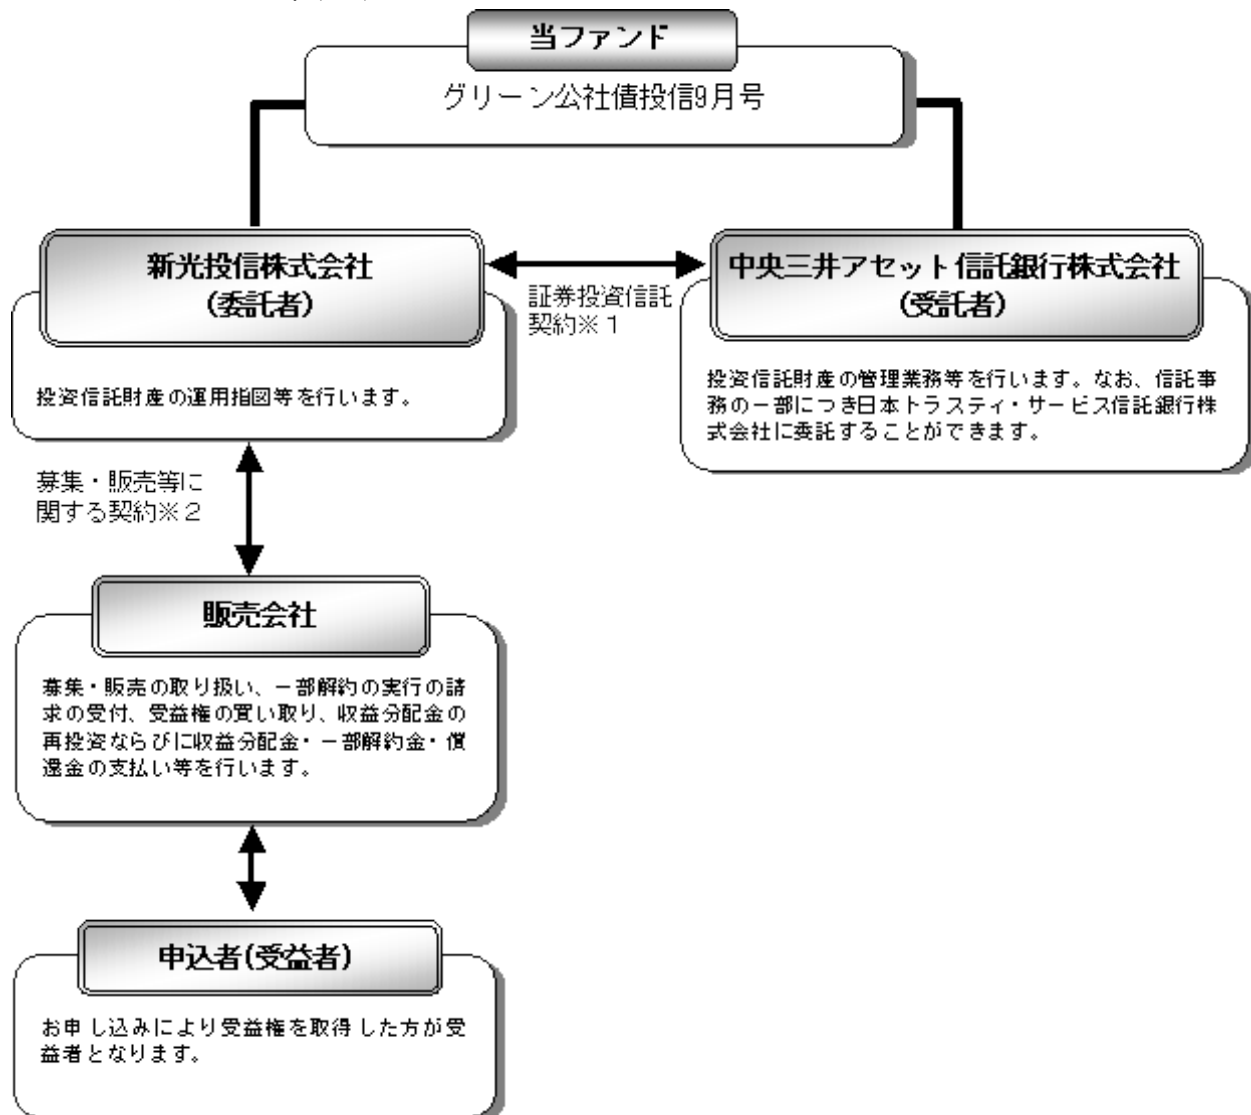 当ファンド
グリーン公社債投信9月号
新光投信株式会社
(委託者)
投資信託財産の運用指図等を行います。
証券投資信託
契約※１
中央三井アセット信託銀行株式会社
(受託者)
投資信託財産の管理業務等を行います。なお、信託事
務の一部につき日本トラスティ・サービス信託銀行株
式会社に委託することができます。
募集・販売等に
関する契約※２
販売会社
募集・販売の取り扱い、一部解約の実行の請
求の受付、受益権の買い取り、収益分配金の
再投資ならびに収益分配金・一部解約金・償
還金の支払い等を行います。
申込者(受益者)
お申し込みにより受益権を取得した方が受
益者となります。